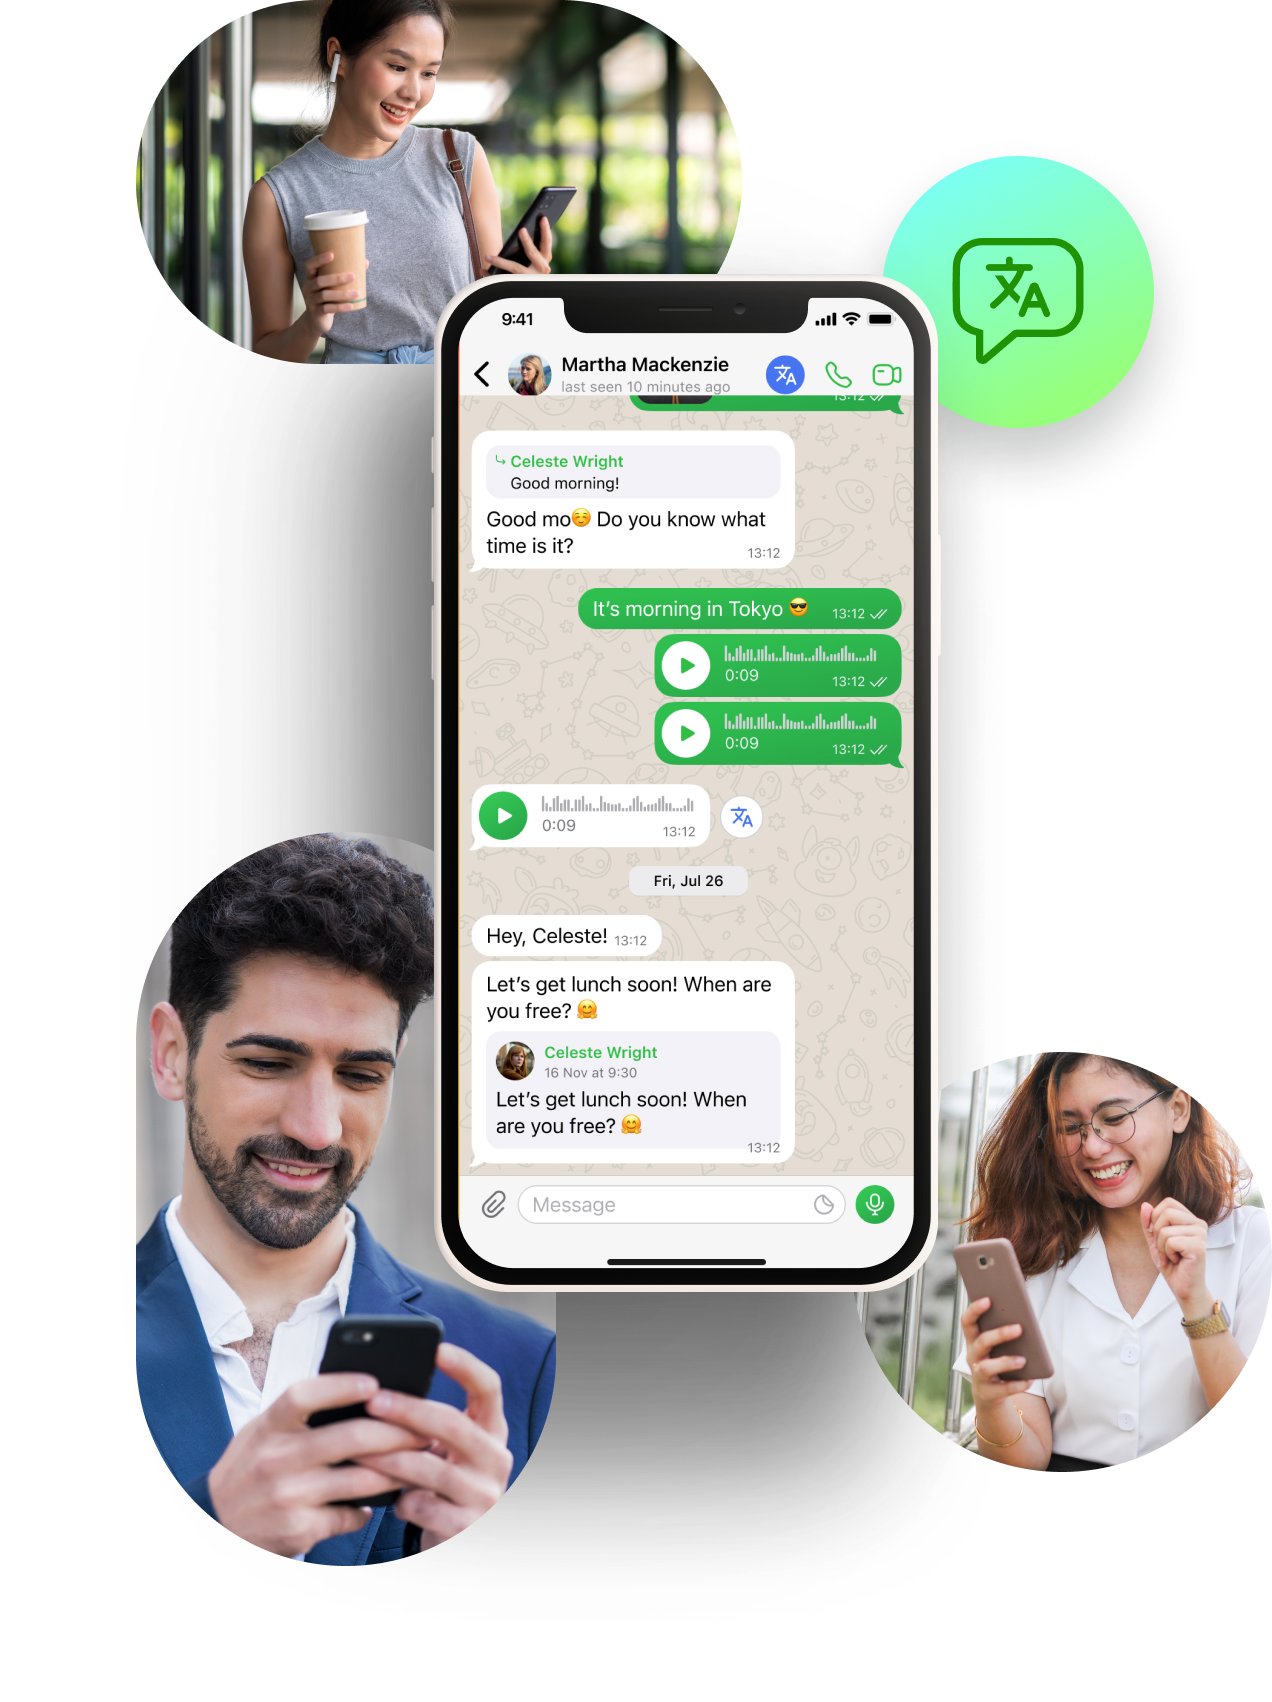 9:41
Martha Mackenzie
last seen 10 minutes ago
13:12
Celeste Wright
Good morning!
Good mo☺️ Do you know what
time is it?
13:12
It's morning in Tokyo 😎 13:12
0:09
13:12
0:09
13:12
0:09
13:12
Fri, Jul 26
Hey, Celeste! 13:12
Let's get lunch soon! When are
you free? 🤗
Celeste Wright
16 Nov at 9:30
Let's get lunch soon! When
are you free? 🤗
13:12
Message